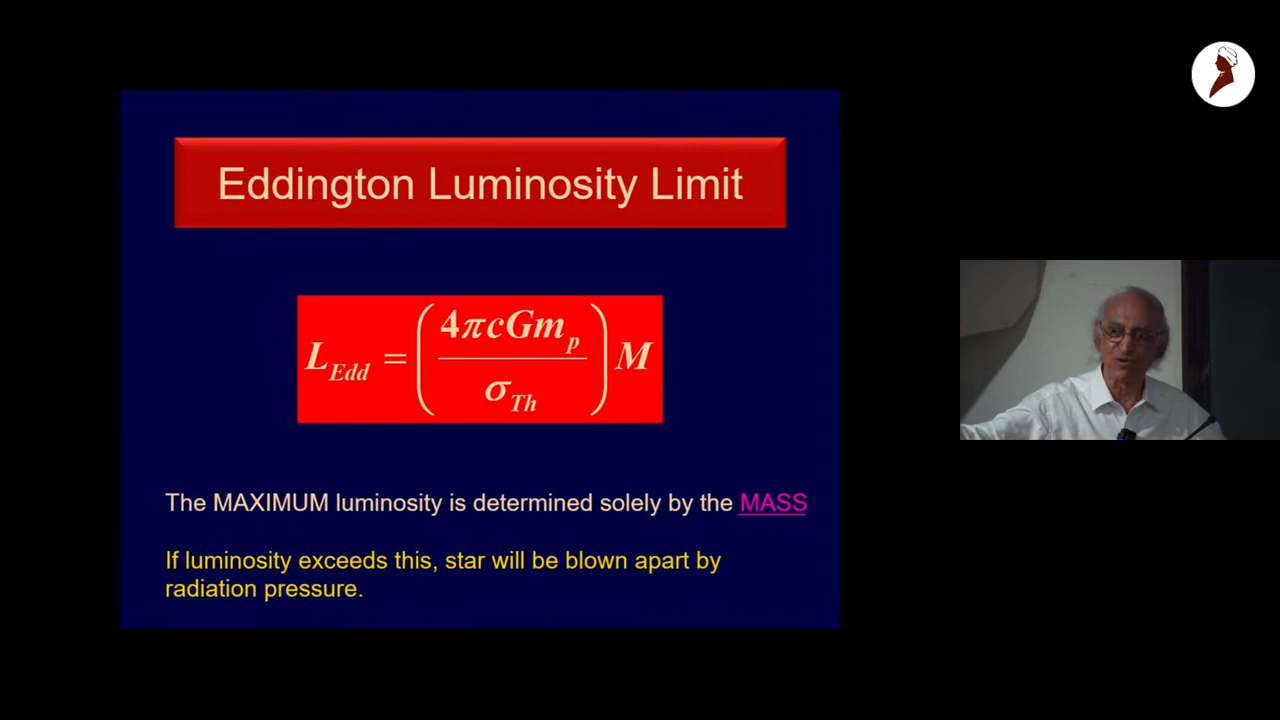 Eddington Luminosity Limit
L_Edd = (4πcGm_p / σ_Th) M
The MAXIMUM luminosity is determined solely by the MASS
If luminosity exceeds this, star will be blown apart by
radiation pressure.